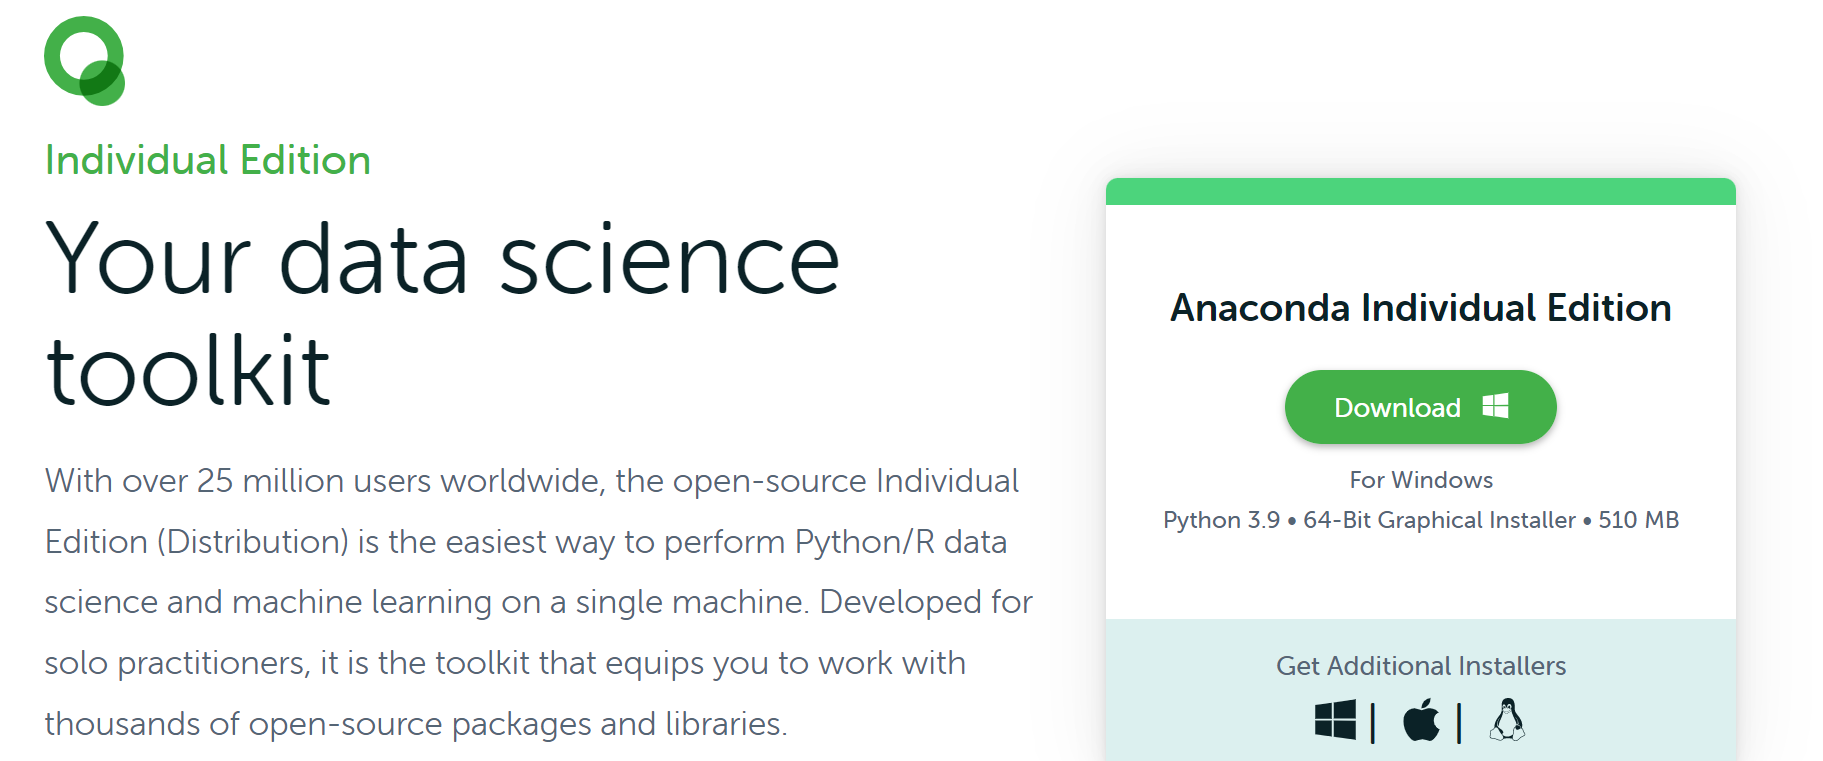 Individual Edition
Your data science
toolkit
With over 25 million users worldwide, the open-source Individual
Edition (Distribution) is the easiest way to perform Python/R data
science and machine learning on a single machine. Developed for
solo practitioners, it is the toolkit that equips you to work with
thousands of open-source packages and libraries.
Anaconda Individual Edition
Download
For Windows
Python 3.9 • 64-Bit Graphical Installer • 510 MB
Get Additional Installers
| |